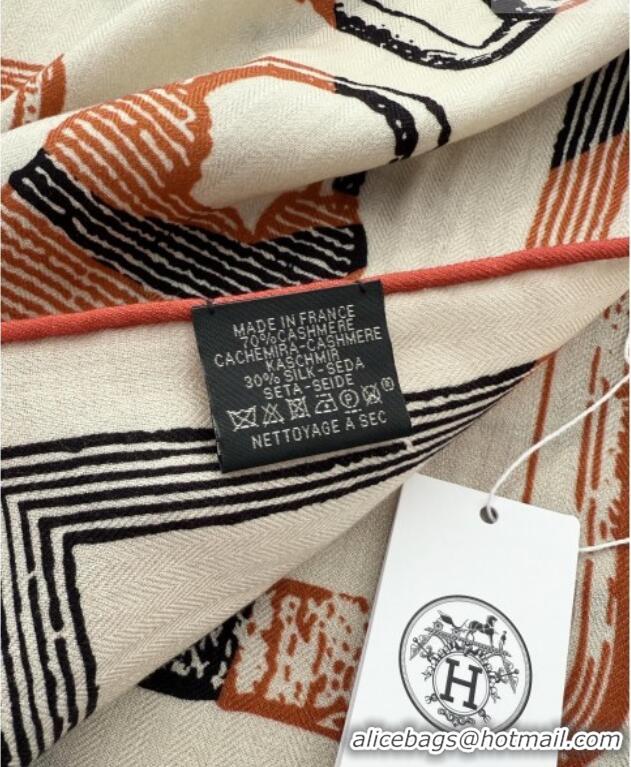 MADE IN FRANCE
70% CASHMERE
CACHEMIRA-CASHMERE
KASCHMIR
30% SILK-SEDA
SETA-SEIDE
®
NETTOYAGE A SEC
H
alicebags@hotmail.com